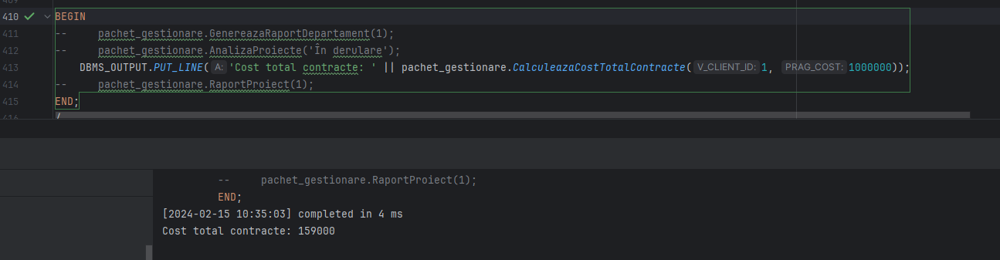 410 BEGIN
411 --     pachet_gestionare.GenereazaRaportDepartament(1);
412 --     pachet_gestionare.AnalizaProiecte('În derulare');
413     DBMS_OUTPUT.PUT_LINE( A: 'Cost total contracte: ' || pachet_gestionare.CalculeazaCostTotalContracte( V_CLIENT_ID: 1, PRAG_COST: 1000000));
414 --     pachet_gestionare.RaportProiect(1);
415 END;
/
--     pachet_gestionare.RaportProiect(1);
END;
[2024-02-15 10:35:03] completed in 4 ms
Cost total contracte: 159000